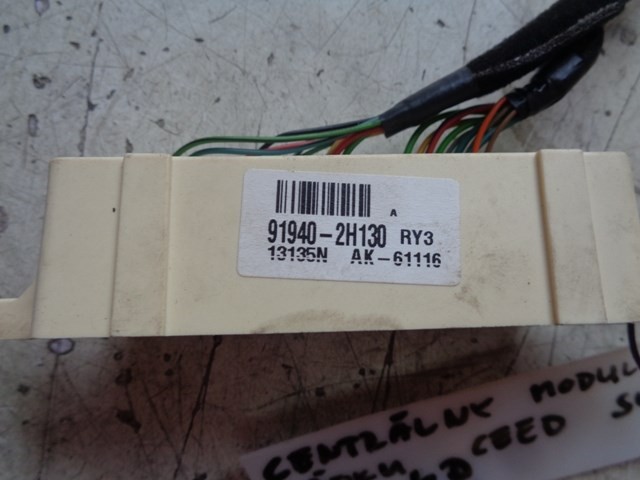 A
91940-2H130 RY3
13135N AK-61116
CENTRÁLNY MODUL
CEED